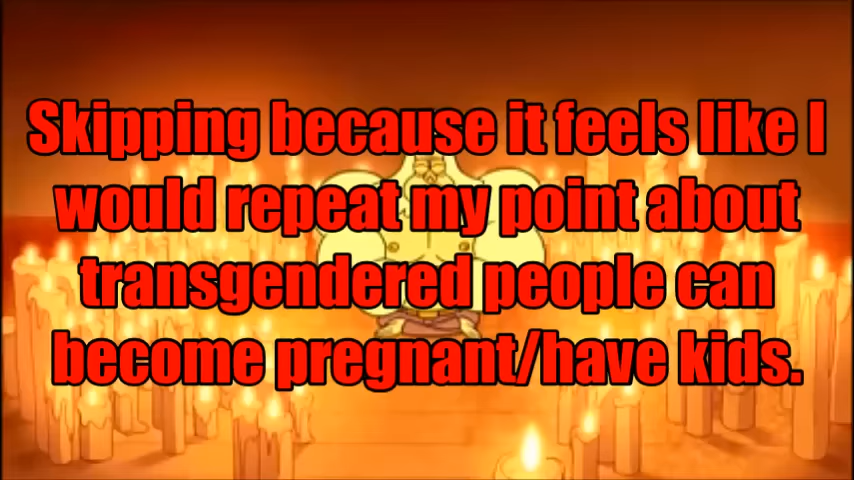 Skipping because it feels like I
would repeat my point about
transgendered people can
become pregnant/have kids.